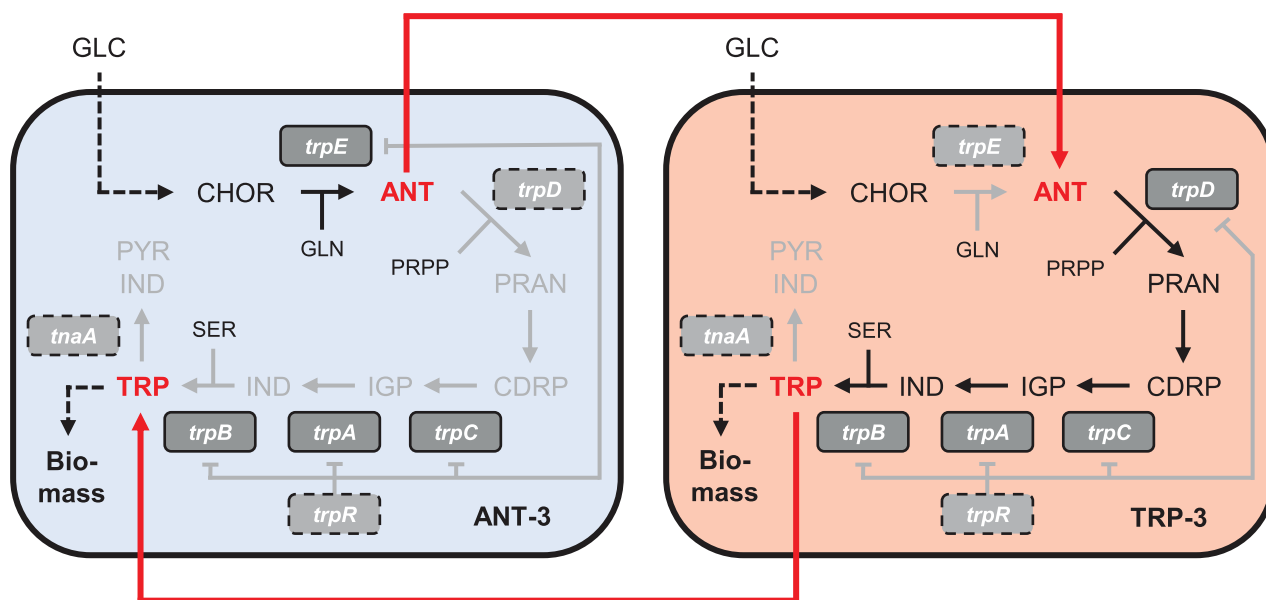 GLC
trpE
trpD
CHOR
ANT
GLN
PRPP
PYR
IND
PRAN
tnaA
SER
TRP
IND
IGP
CDRP
trpB
trpA
trpC
Bio-
mass
trpR
ANT-3
GLC
trpE
trpD
CHOR
ANT
GLN
PRPP
PYR
IND
PRAN
tnaA
SER
TRP
IND
IGP
CDRP
trpB
trpA
trpC
Bio-
mass
trpR
TRP-3